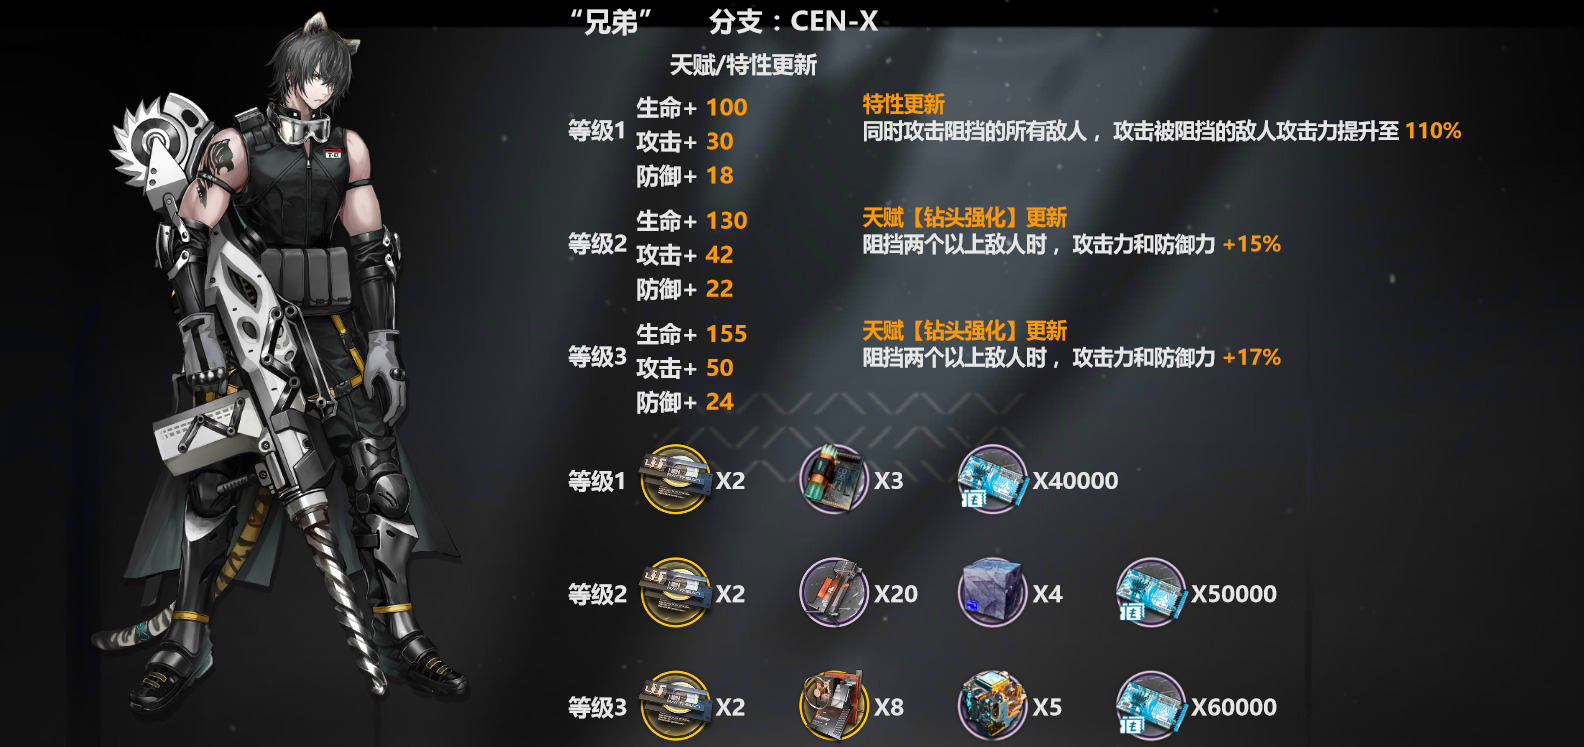 “兄弟” 分支：CEN-X
天赋/特性更新
等级1
生命+ 100
攻击+ 30
防御+ 18
特性更新
同时攻击阻挡的所有敌人，攻击被阻挡的敌人攻击力提升至 110%
等级2
生命+ 130
攻击+ 42
防御+ 22
天赋【钻头强化】更新
阻挡两个以上敌人时，攻击力和防御力 +15%
等级3
生命+ 155
攻击+ 50
防御+ 24
天赋【钻头强化】更新
阻挡两个以上敌人时，攻击力和防御力 +17%
等级1 X2 X3 X40000
等级2 X2 X20 X4 X50000
等级3 X2 X8 X5 X60000